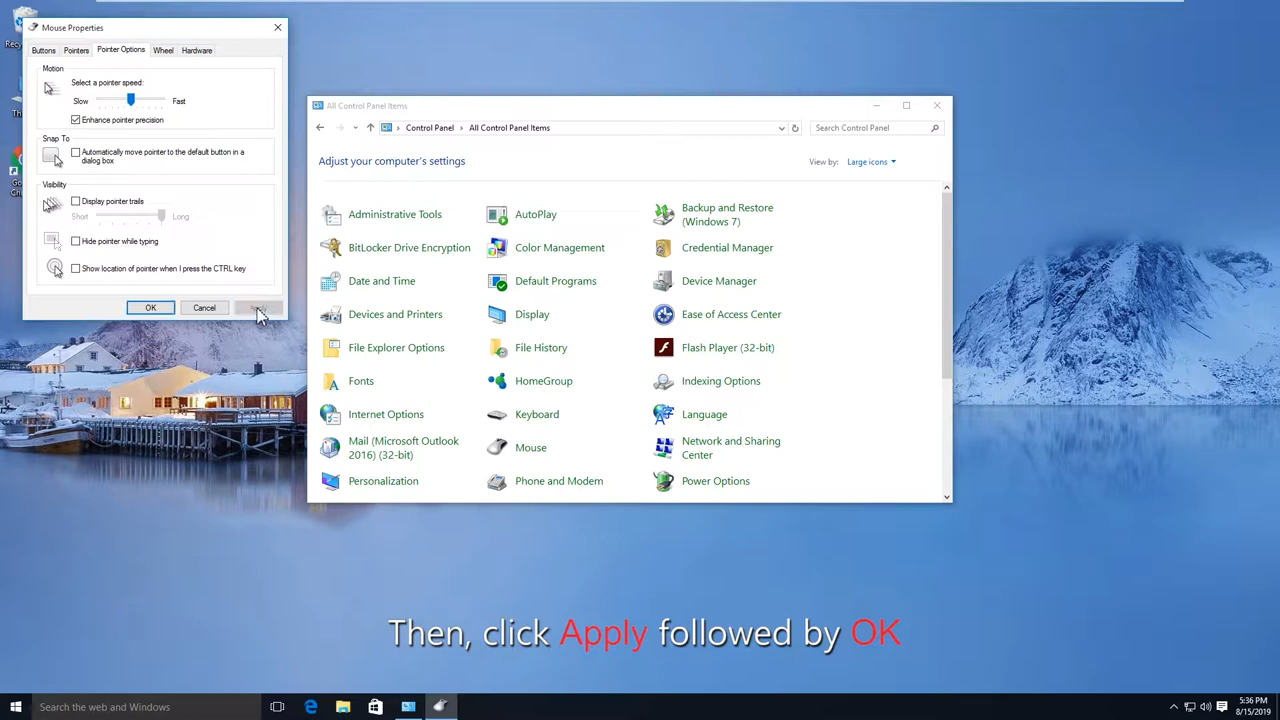 Mouse Properties
Buttons Pointers Pointer Options Wheel Hardware
Motion
Select a pointer speed:
Slow Fast
Enhance pointer precision
Snap To
Automatically move pointer to the default button in a
dialog box
Visibility
Display pointer trails
Short Long
Hide pointer while typing
Show location of pointer when I press the CTRL key
OK Cancel
All Control Panel Items
Control Panel All Control Panel Items
Search Control Panel
Adjust your computer's settings
View by: Large icons
Administrative Tools
AutoPlay
Backup and Restore
(Windows 7)
BitLocker Drive Encryption
Color Management
Credential Manager
Date and Time
Default Programs
Device Manager
Devices and Printers
Display
Ease of Access Center
File Explorer Options
File History
Flash Player (32-bit)
Fonts
HomeGroup
Indexing Options
Internet Options
Keyboard
Language
Mail (Microsoft Outlook
2016) (32-bit)
Mouse
Network and Sharing
Center
Personalization
Phone and Modem
Power Options
Then, click Apply followed by OK
Search the web and Windows
5:36 PM
8/15/2019